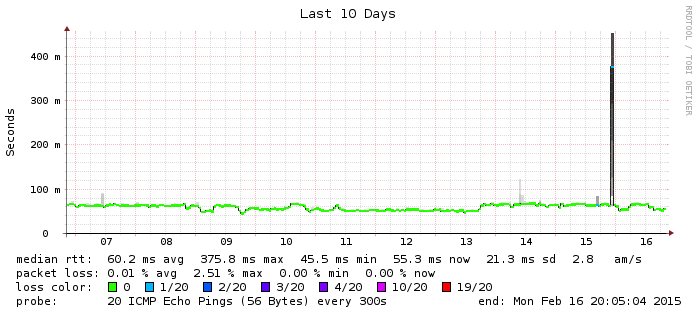 Last 10 Days
RRDTOOL / TOBI OETIKER
Seconds
400 m
300 m
200 m
100 m
0
07 08 09 10 11 12 13 14 15 16
median rtt: 60.2 ms avg 375.8 ms max 45.5 ms min 55.3 ms now 21.3 ms sd 2.8 am/s
packet loss: 0.01 % avg 2.51 % max 0.00 % min 0.00 % now
loss color: 0 1/20 2/20 3/20 4/20 10/20 19/20
probe: 20 ICMP Echo Pings (56 Bytes) every 300s end: Mon Feb 16 20:05:04 2015